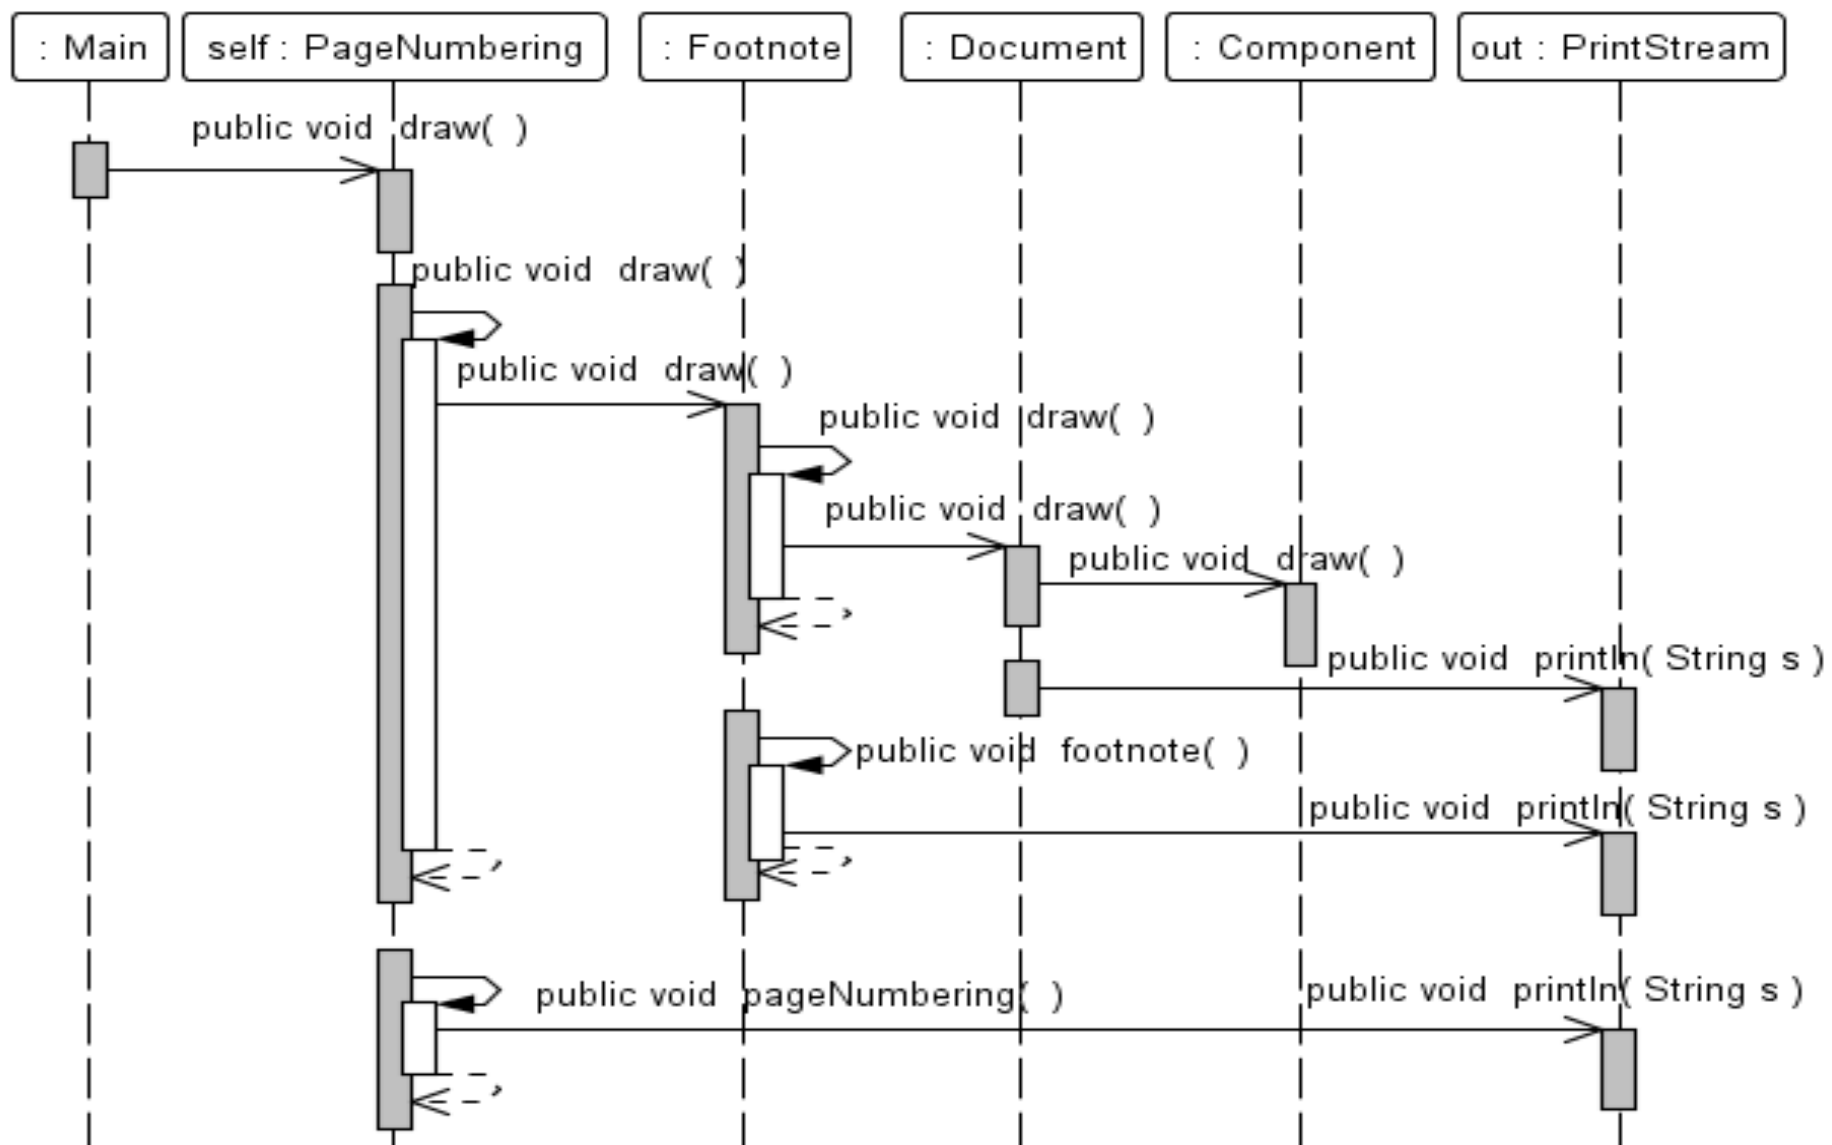 : Main
self : PageNumbering
: Footnote
: Document
: Component
out : PrintStream
public void draw( )
public void draw( )
public void draw( )
public void draw( )
public void draw( )
public void draw( )
public void println( String s )
public void footnote( )
public void println( String s )
public void pageNumbering( )
public void println( String s )